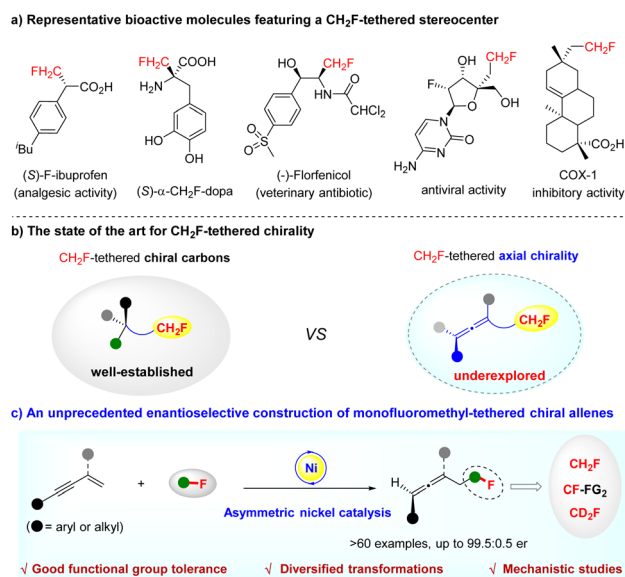 a) Representative bioactive molecules featuring a CH₂F-tethered stereocenter
FH₂C
CO₂H
ⁱBu
(S)-F-ibuprofen
(analgesic activity)
FH₂C COOH
H₂N
HO
OH
(S)-α-CH₂F-dopa
HO CH₂F
HN
CHCl₂
O
O
S
O
(-)-Florfenicol
(veterinary antibiotic)
CH₂F
HO
F
O
OH
N
N
O
H₂N
antiviral activity
CH₂F
CO₂H
H
COX-1
inhibitory activity
b) The state of the art for CH₂F-tethered chirality
CH₂F-tethered chiral carbons
CH₂F
well-established
VS
CH₂F-tethered axial chirality
CH₂F
underexplored
c) An unprecedented enantioselective construction of monofluoromethyl-tethered chiral allenes
(●= aryl or alkyl)
+
F
Ni
Asymmetric nickel catalysis
H
F
>60 examples, up to 99.5:0.5 er
CH₂F
CF-FG₂
CD₂F
√ Good functional group tolerance √ Diversified transformations √ Mechanistic studies